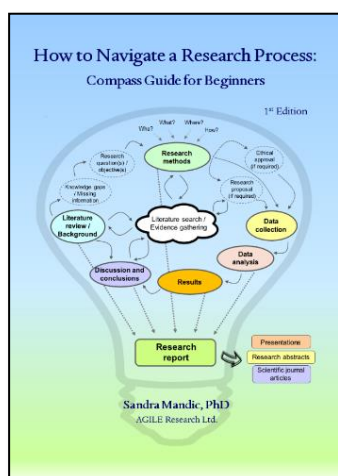 How to Navigate a Research Process:
Compass Guide for Beginners
1st Edition
Who?
What?
Where?
How?
Research
methods
Research
question(s) /
objective(s)
Ethical
approval
(if required)
Knowledge gaps
/ Missing
information
Research
proposal
(if required)
Literature
review /
Background
Literature search /
Evidence gathering
Data
collection
Discussion and
conclusions
Results
Data
analysis
Research
report
Presentations
Research abstracts
Scientific journal
articles
Sandra Mandic, PhD
AGILE Research Ltd.